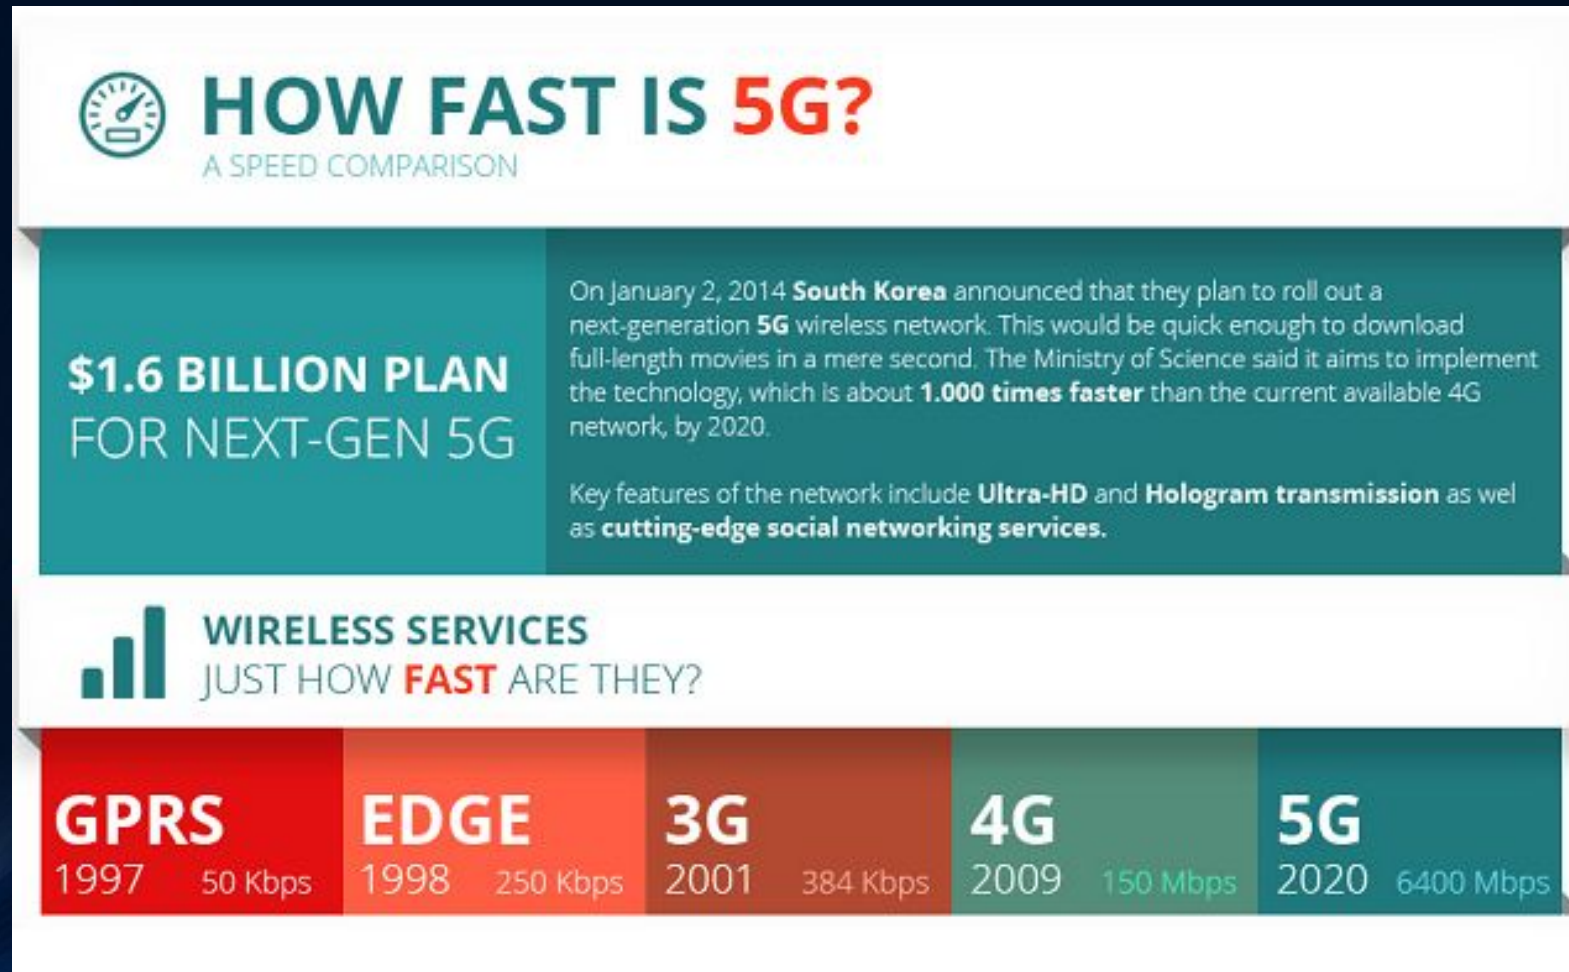 HOW FAST IS 5G?
A SPEED COMPARISON
$1.6 BILLION PLAN
FOR NEXT-GEN 5G
On January 2, 2014 South Korea announced that they plan to roll out a
next-generation 5G wireless network. This would be quick enough to download
full-length movies in a mere second. The Ministry of Science said it aims to implement
the technology, which is about 1.000 times faster than the current available 4G
network, by 2020.
Key features of the network include Ultra-HD and Hologram transmission as wel
as cutting-edge social networking services.
WIRELESS SERVICES
JUST HOW FAST ARE THEY?
GPRS
1997 50 Kbps
EDGE
1998 250 Kbps
3G
2001 384 Kbps
4G
2009 150 Mbps
5G
2020 6400 Mbps